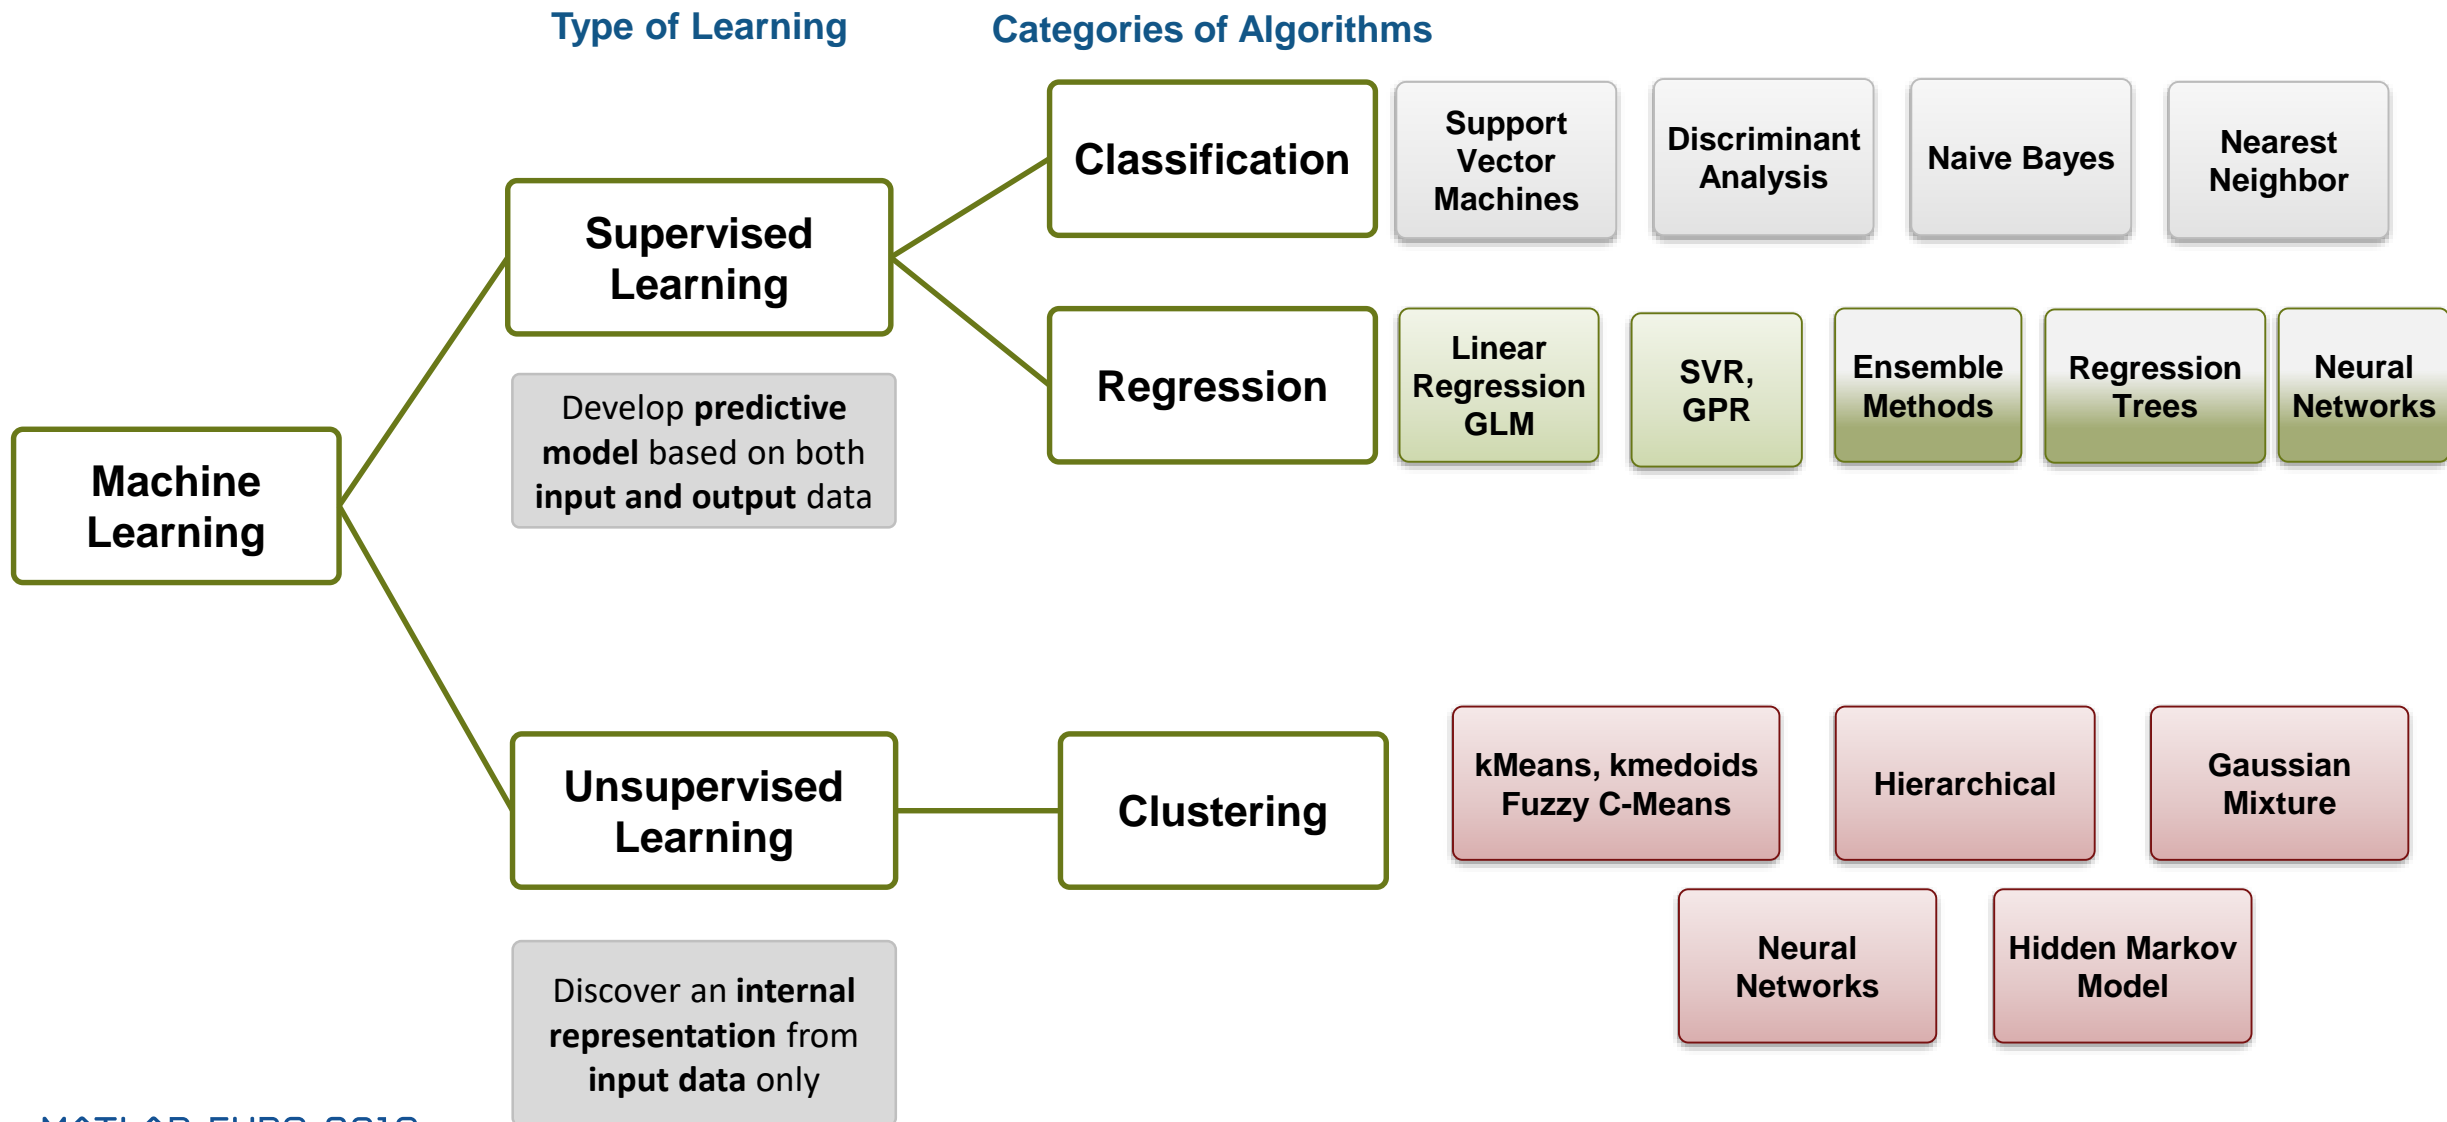 Type of Learning
Categories of Algorithms
Machine
Learning
Supervised
Learning
Develop predictive
model based on both
input and output data
Classification
Support
Vector
Machines
Discriminant
Analysis
Naive Bayes
Nearest
Neighbor
Regression
Linear
Regression
GLM
SVR,
GPR
Ensemble
Methods
Regression
Trees
Neural
Networks
Unsupervised
Learning
Discover an internal
representation from
input data only
Clustering
kMeans, kmedoids
Fuzzy C-Means
Hierarchical
Gaussian
Mixture
Neural
Networks
Hidden Markov
Model
MATLAB EXPO